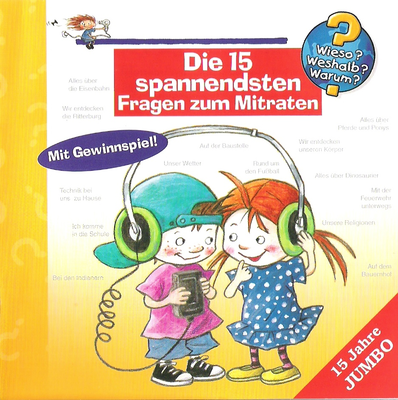 Wieso?
Weshalb?
Warum?
Die 15
spannendsten
Fragen zum Mitraten
Alles über
die Eisenbahn
Wir entdecken
die Ritterburg
Alles über
Pferde und Ponys
Mit Gewinnspiel!
Auf der Baustelle
Wir entdecken
unseren Körper
Unser Wetter
Rund um
den Fußball
Alles über Dinosaurier
Technik bei
uns zu Hause
Mit der
Feuerwehr
unterwegs
Ich komme
in die Schule
Unsere Religionen
Bei den Indianern
Auf dem
Bauernhof
15 Jahre
JUMBO